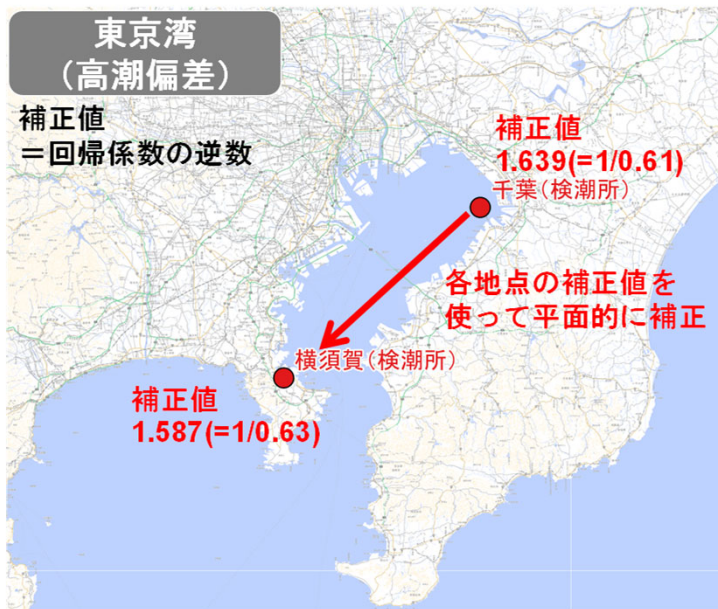 東京湾
（高潮偏差）
補正値
＝回帰係数の逆数
補正値
1.639(=1/0.61)
千葉（検潮所）
各地点の補正値を
使って平面的に補正
横須賀（検潮所）
補正値
1.587(=1/0.63)